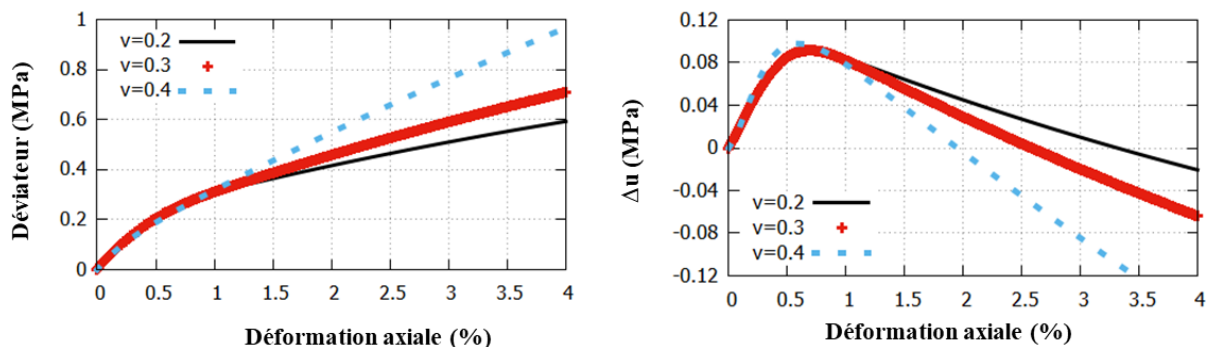 Déviateur (MPa)
1
0.8
0.6
0.4
0.2
0
v=0.2
v=0.3
v=0.4
0 0.5 1 1.5 2 2.5 3 3.5 4
Déformation axiale (%)
Δu (MPa)
0.12
0.08
0.04
0
-0.04
-0.08
-0.12
v=0.2
v=0.3
v=0.4
0 0.5 1 1.5 2 2.5 3 3.5 4
Déformation axiale (%)